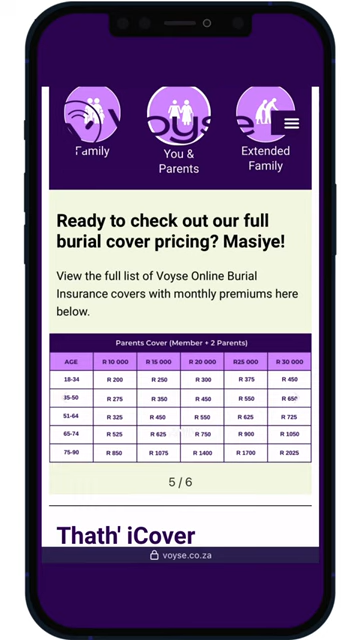 Voyse
Family
You &
Parents
Extended
Family
Ready to check out our full
burial cover pricing? Masiye!
View the full list of Voyse Online Burial
Insurance covers with monthly premiums here
below.
Parents Cover (Member + 2 Parents)
AGE R 10 000 R 15 000 R 20 000 R25 000 R 30 000
18-34 R 200 R 250 R 300 R 375 R 450
35-50 R 275 R 350 R 450 R 550 R 650
51-64 R 325 R 450 R 550 R 625 R 725
65-74 R 525 R 625 R 750 R 900 R 1050
75-90 R 850 R 1075 R 1400 R 1700 R 2025
5 / 6
Thath' iCover
voyse.co.za